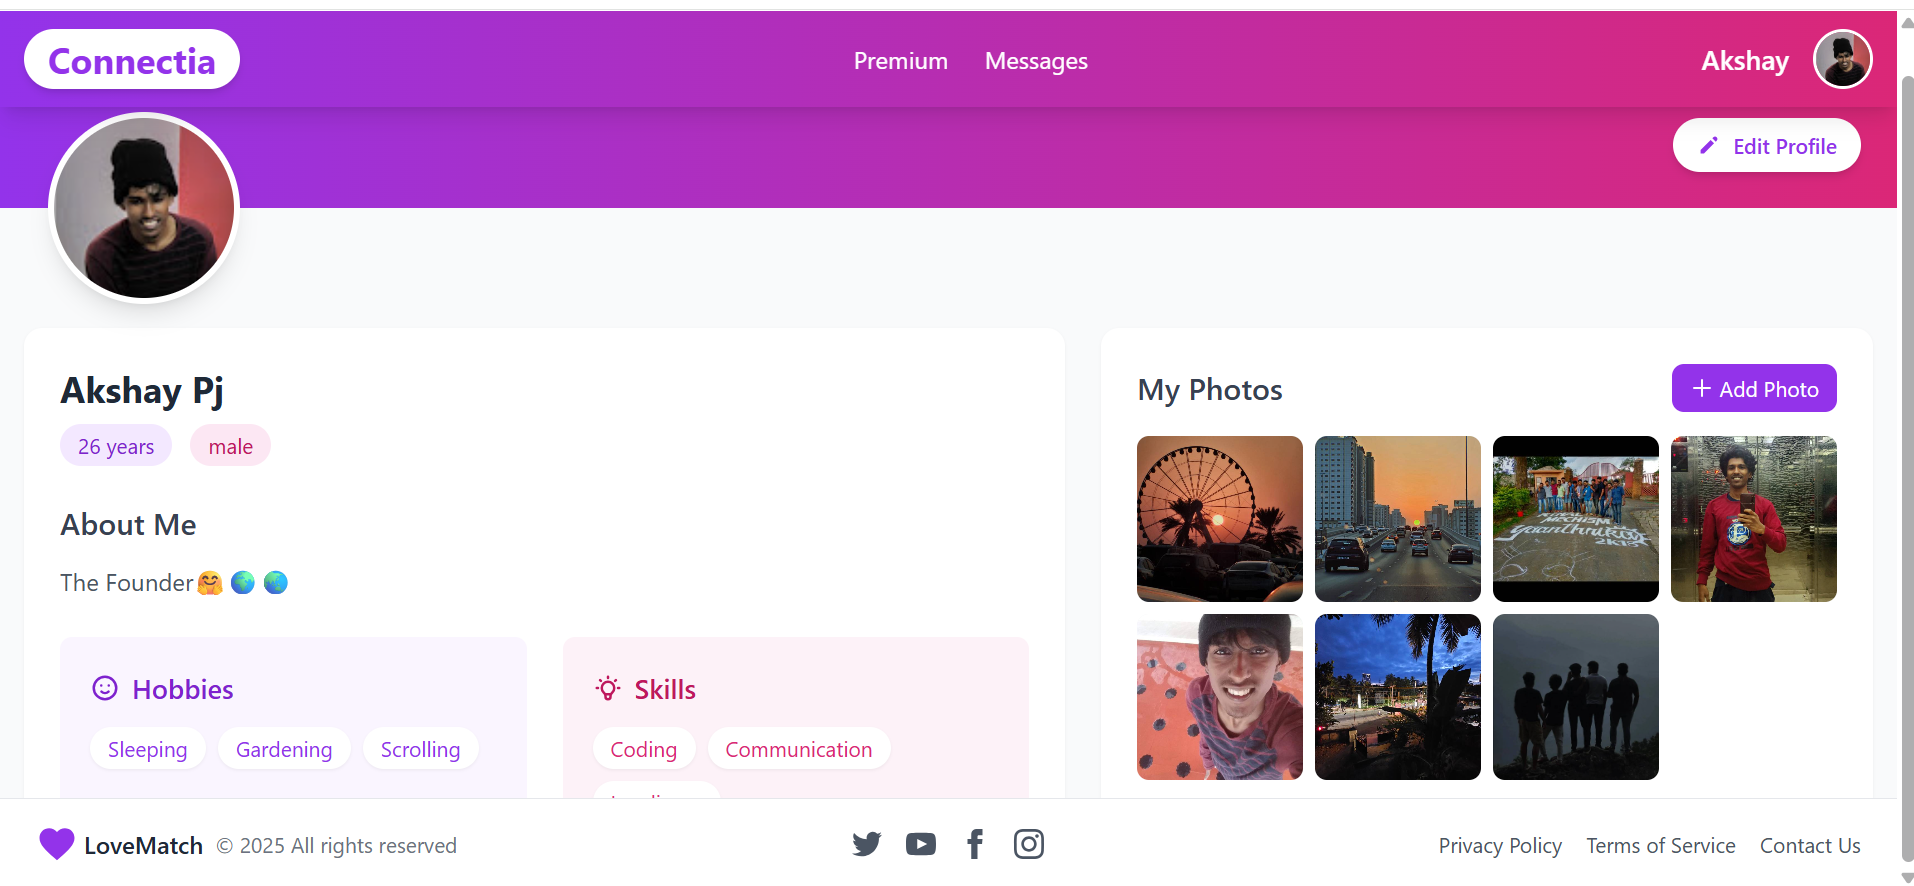 Connectia
Premium
Messages
Akshay
Edit Profile
Akshay Pj
26 years
male
About Me
The Founder🤗 🌍 🌏
Hobbies
Sleeping
Gardening
Scrolling
Skills
Coding
Communication
My Photos
+ Add Photo
LoveMatch © 2025 All rights reserved
Privacy Policy
Terms of Service
Contact Us